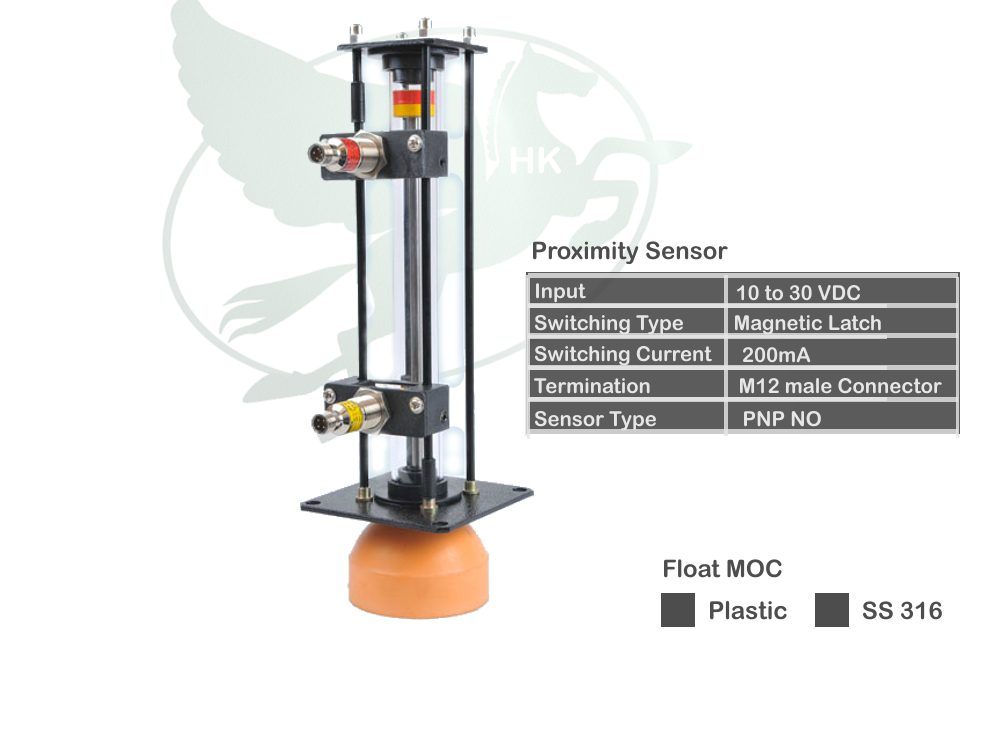 HK
Proximity Sensor
Input 10 to 30 VDC
Switching Type Magnetic Latch
Switching Current 200mA
Termination M12 male Connector
Sensor Type PNP NO
Float MOC
Plastic SS 316